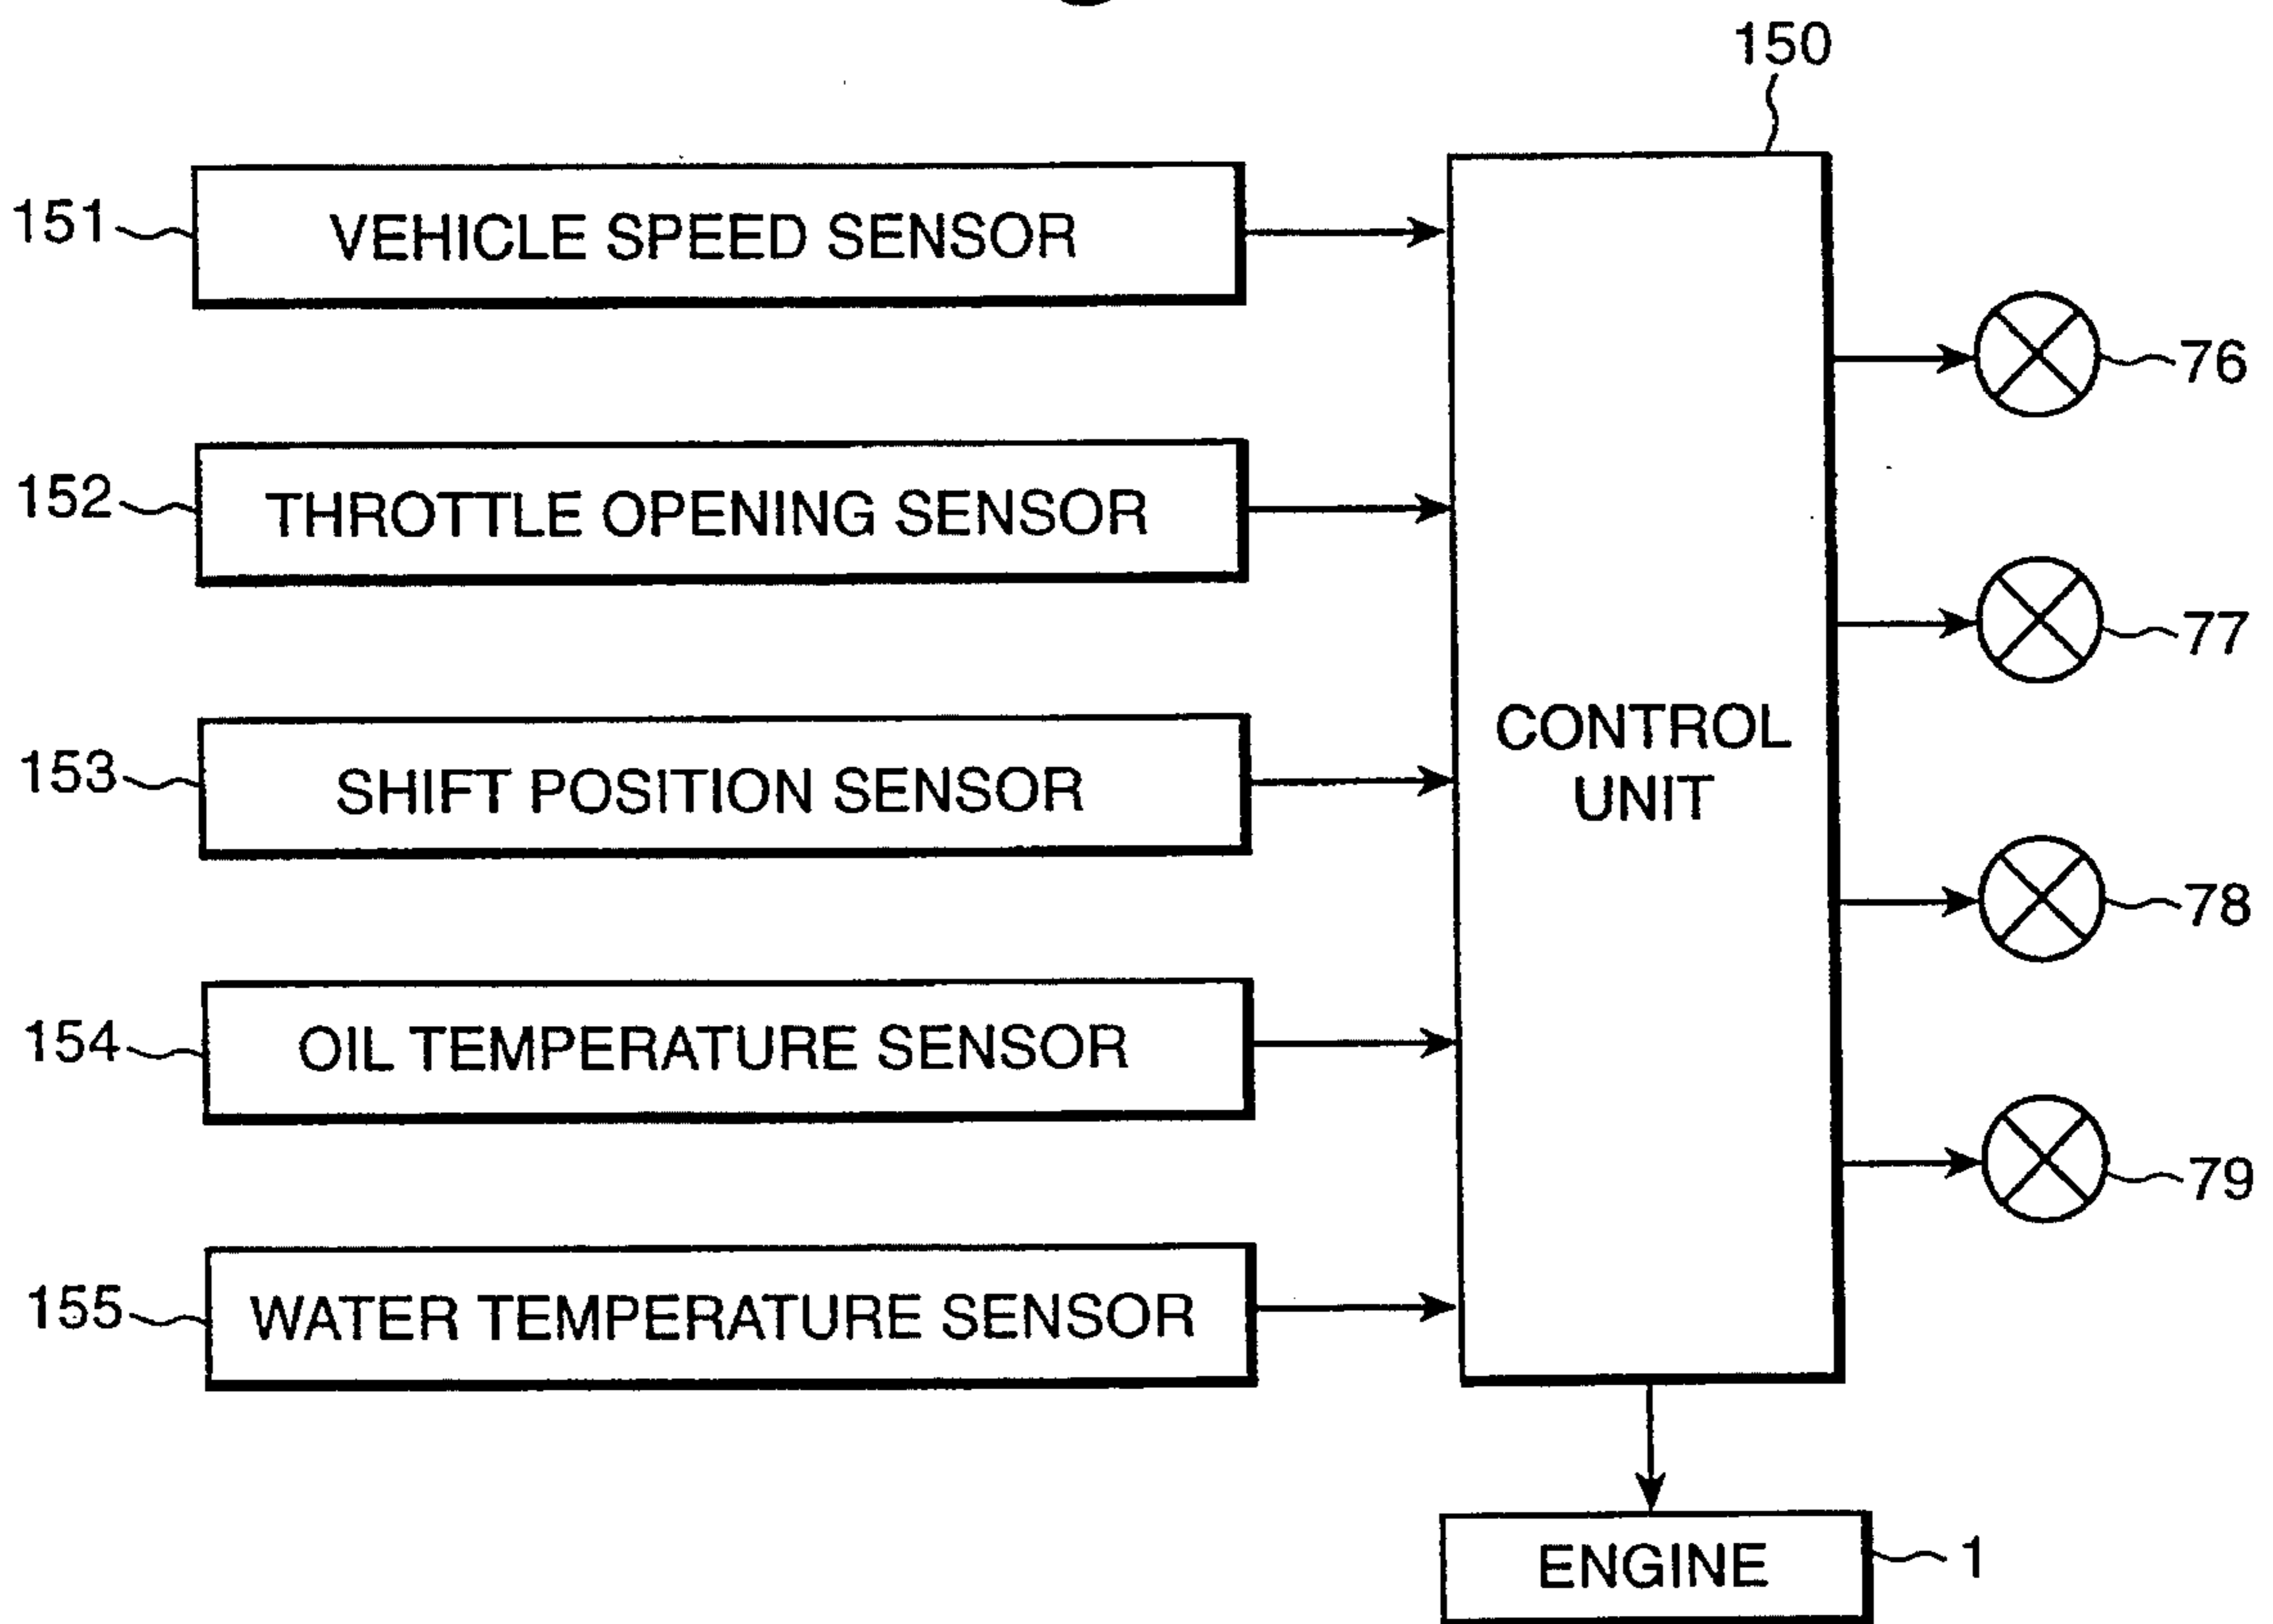 150
151
VEHICLE SPEED SENSOR
76
152
THROTTLE OPENING SENSOR
77
153
SHIFT POSITION SENSOR
CONTROL
UNIT
78
154
OIL TEMPERATURE SENSOR
79
155
WATER TEMPERATURE SENSOR
ENGINE
1